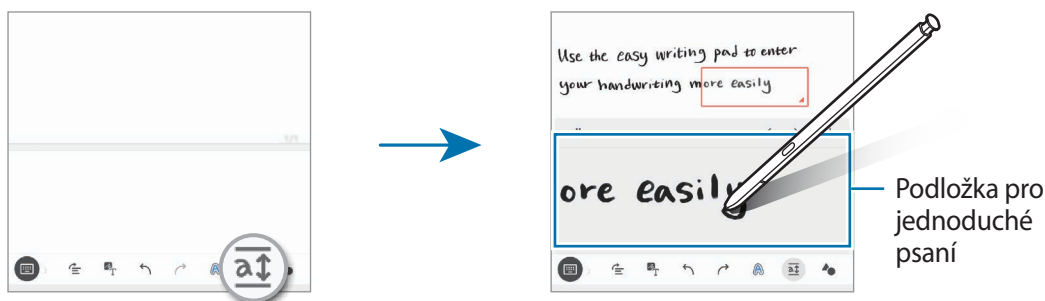 Use the easy writing pad to enter
your handwriting more easily
ore easily
Podložka pro
jednoduché
psaní